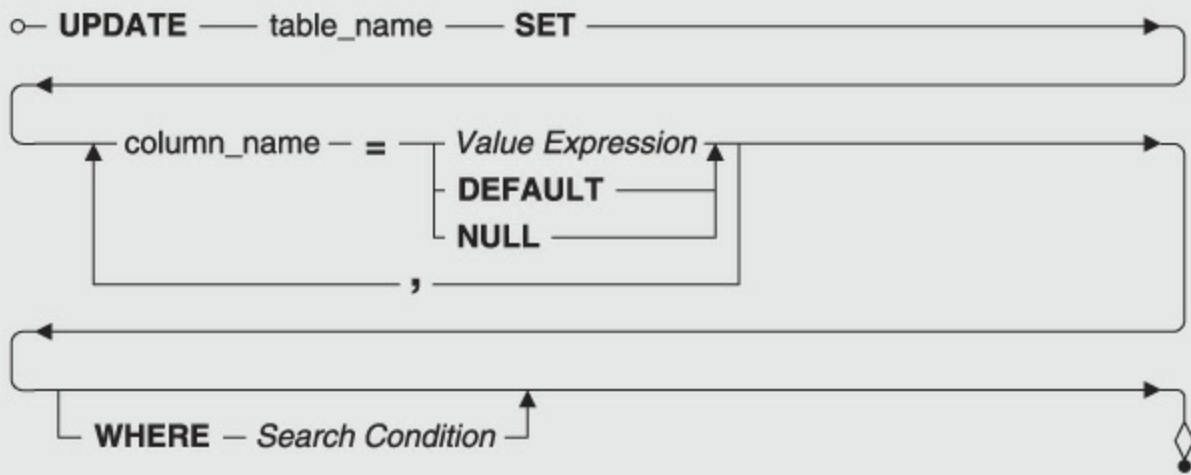 UPDATE table_name SET
column_name = Value Expression
DEFAULT
NULL
,
WHERE Search Condition